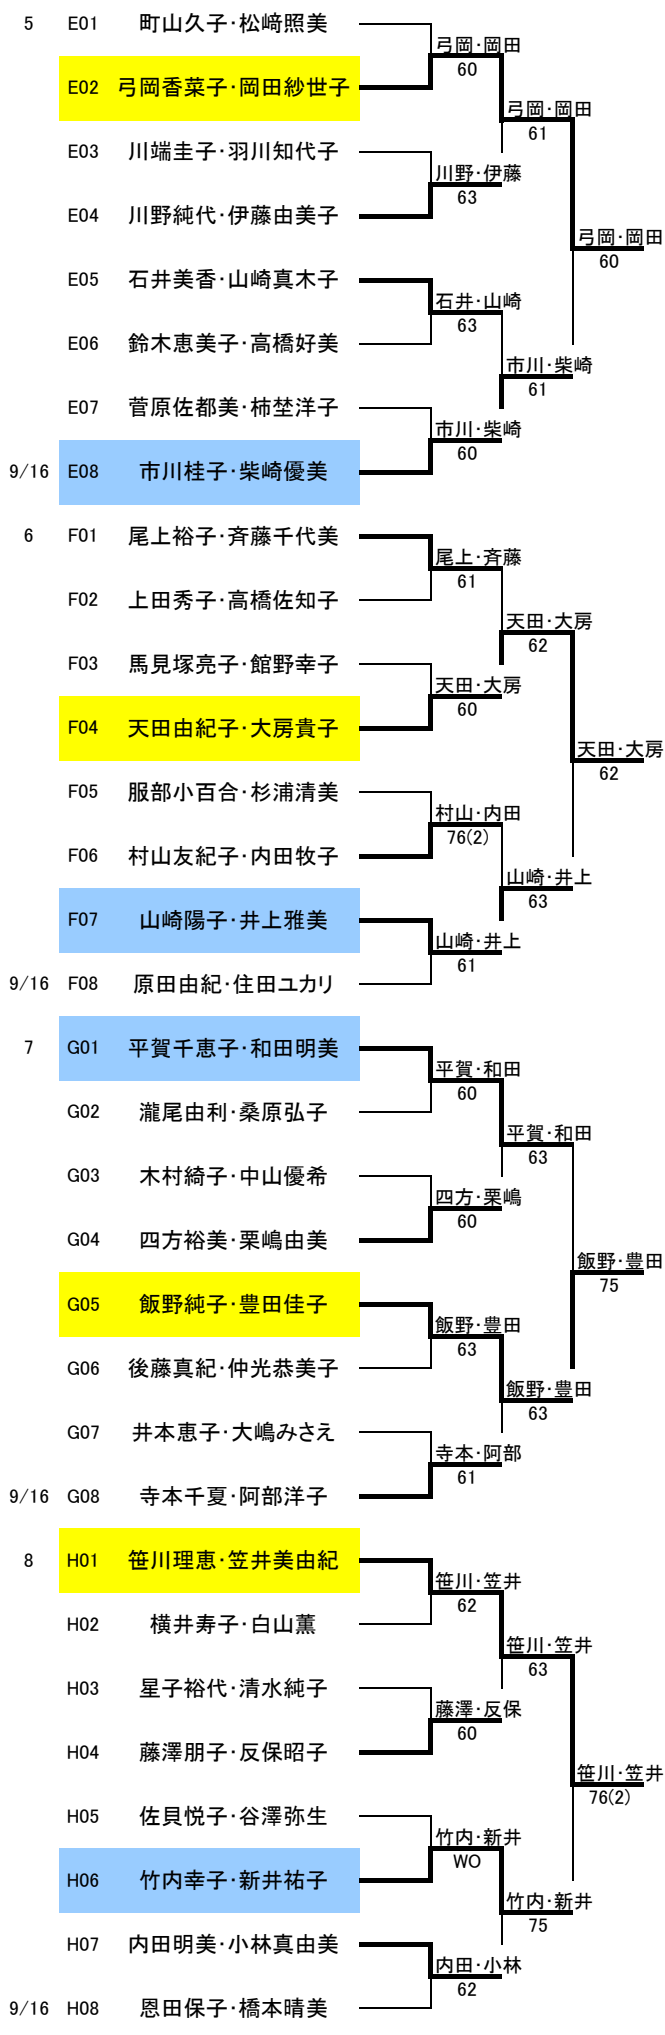 5 E01 町山久子・松﨑照美
弓岡・岡田
60
E02 弓岡香菜子・岡田紗世子
弓岡・岡田
61
E03 川端圭子・羽川知代子
川野・伊藤
63
E04 川野純代・伊藤由美子
弓岡・岡田
60
E05 石井美香・山崎真木子
石井・山崎
63
E06 鈴木恵美子・高橋好美
市川・柴崎
61
E07 菅原佐都美・柿埜洋子
市川・柴崎
60
9/16 E08 市川桂子・柴崎優美
6 F01 尾上裕子・斉藤千代美
尾上・斉藤
61
F02 上田秀子・高橋佐知子
天田・大房
62
F03 馬見塚亮子・館野幸子
天田・大房
60
F04 天田由紀子・大房貴子
天田・大房
62
F05 服部小百合・杉浦清美
村山・内田
76(2)
F06 村山友紀子・内田牧子
山崎・井上
63
F07 山崎陽子・井上雅美
山崎・井上
61
9/16 F08 原田由紀・住田ユカリ
7 G01 平賀千恵子・和田明美
平賀・和田
60
G02 瀧尾由利・桑原弘子
平賀・和田
63
G03 木村綺子・中山優希
四方・栗嶋
60
G04 四方裕美・栗嶋由美
飯野・豊田
75
G05 飯野純子・豊田佳子
飯野・豊田
63
G06 後藤真紀・仲光恭美子
飯野・豊田
63
G07 井本恵子・大嶋みさえ
寺本・阿部
61
9/16 G08 寺本千夏・阿部洋子
8 H01 笹川理恵・笠井美由紀
笹川・笠井
62
H02 横井寿子・白山薫
笹川・笠井
63
H03 星子裕代・清水純子
藤澤・反保
60
H04 藤澤朋子・反保昭子
笹川・笠井
76(2)
H05 佐貝悦子・谷澤弥生
竹内・新井
WO
H06 竹内幸子・新井祐子
竹内・新井
75
H07 内田明美・小林真由美
内田・小林
62
9/16 H08 恩田保子・橋本晴美